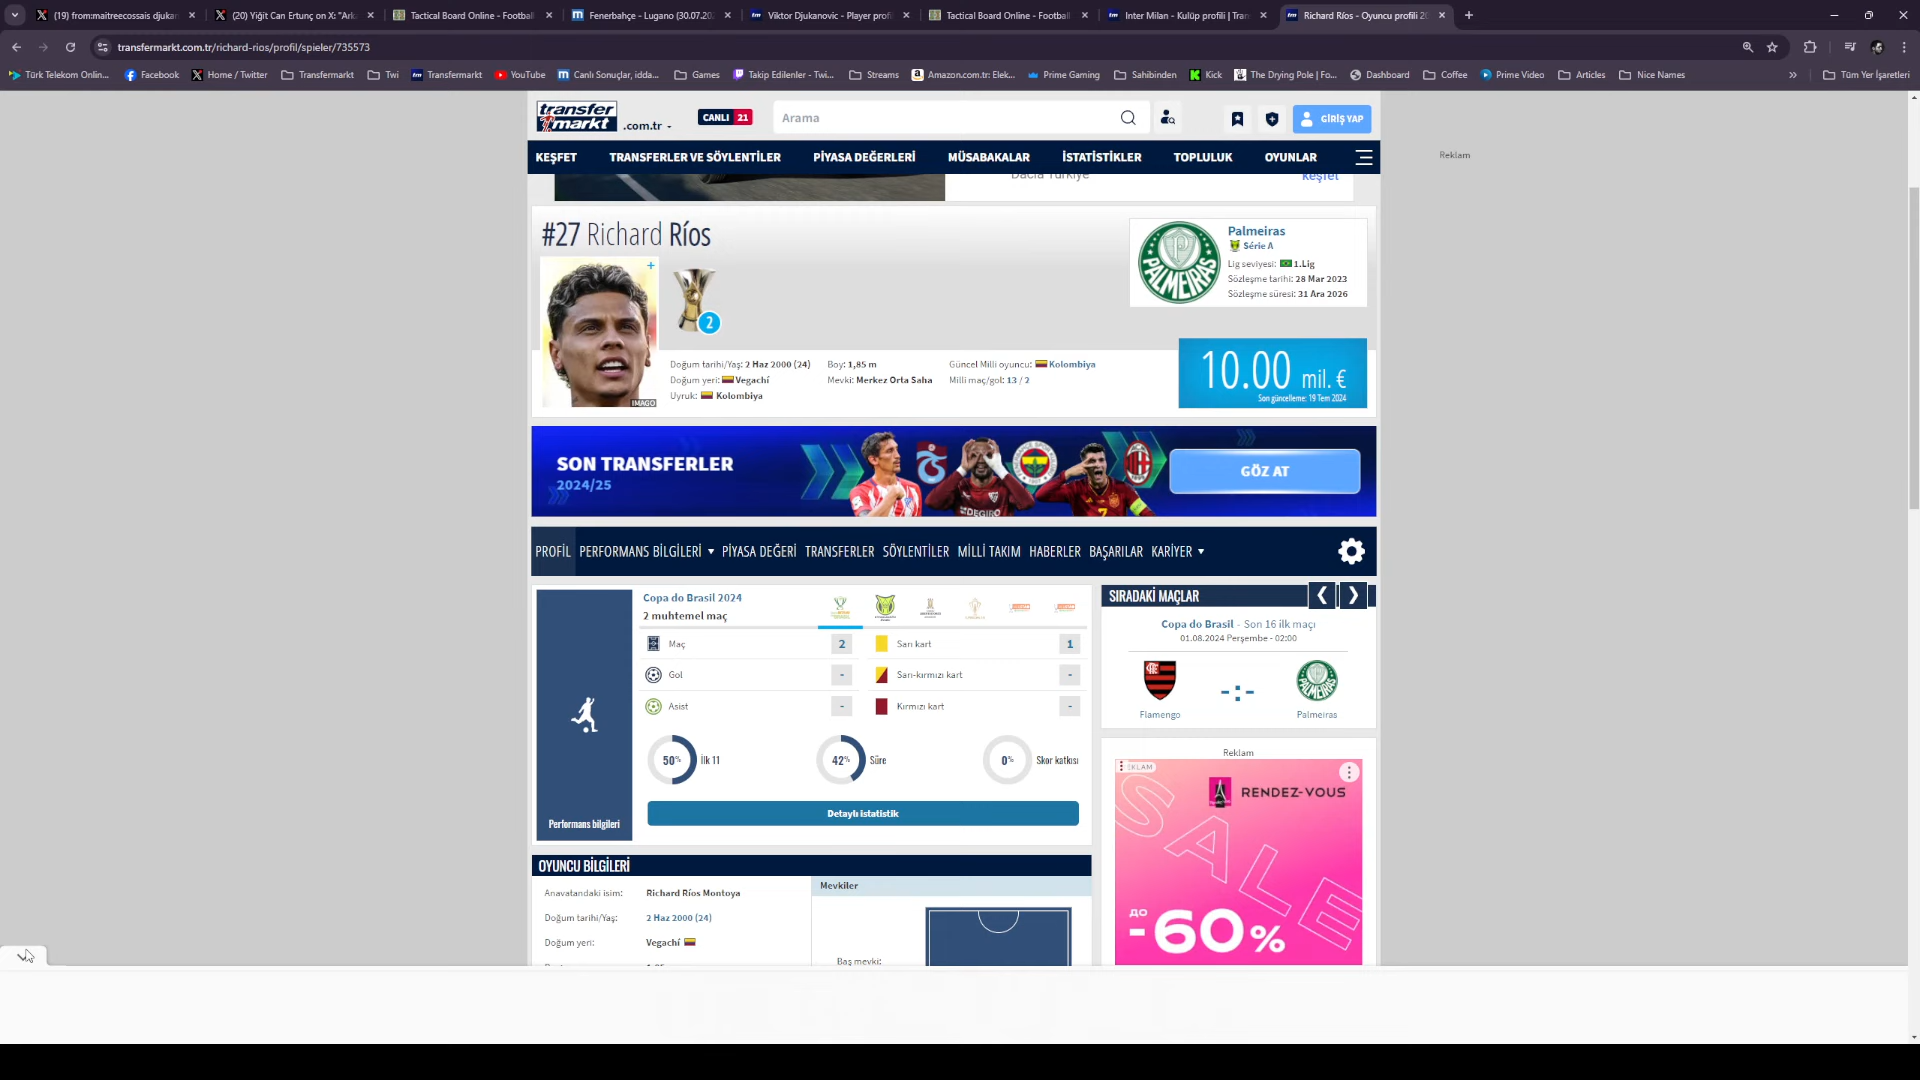 (19) from:maitreecossais djukan
(20) Yiğit Can Ertunç on X: "Ark
Tactical Board Online - Football
Fenerbahçe - Lugano (30.07.20
Viktor Djukanovic - Player profi
Tactical Board Online - Football
Inter Milan - Kulüp profili | Tran
Richard Ríos - Oyuncu profili 2
transfermarkt.com.tr/richard-rios/profil/spieler/735573
Türk Telekom Onlin...
Facebook
Home / Twitter
Transfermarkt
Twi
Transfermarkt
YouTube
Canlı Sonuçlar, idda...
Games
Takip Edilenler - Twi...
Streams
Amazon.com.tr: Elek...
Prime Gaming
Sahibinden
Kick
The Drying Pole | Fo...
Dashboard
Coffee
Prime Video
Articles
Nice Names
Tüm Yer İşaretleri
transfer
markt
.com.tr
CANLI 21
Arama
GİRİŞ YAP
KEŞFET
TRANSFERLER VE SÖYLENTİLER
PİYASA DEĞERLERİ
MÜSABAKALAR
İSTATİSTİKLER
TOPLULUK
OYUNLAR
Reklam
Dacia Türkiye
keşfet
#27 Richard Ríos
2
IMAGO
Palmeiras
Série A
Lig seviyesi: 1.Lig
Sözleşme tarihi: 28 Mar 2023
Sözleşme süresi: 31 Ara 2026
Doğum tarihi/Yaş: 2 Haz 2000 (24)
Doğum yeri: Vegachí
Uyruk: Kolombiya
Boy: 1,85 m
Mevki: Merkez Orta Saha
Güncel Milli oyuncu: Kolombiya
Milli maç/gol: 13 / 2
10.00 mil. €
Son güncelleme: 19 Tem 2024
SON TRANSFERLER
2024/25
DEGIRO
7
GÖZ AT
PROFİL
PERFORMANS BİLGİLERİ
PİYASA DEĞERİ
TRANSFERLER
SÖYLENTİLER
MİLLİ TAKIM
HABERLER
BAŞARILAR
KARİYER
Performans bilgileri
Copa do Brasil 2024
2 muhtemel maç
Maç 2
Sarı kart 1
Gol -
Sarı-kırmızı kart -
Asist -
Kırmızı kart -
50% İlk 11
42% Süre
0% Skor katkısı
Detaylı istatistik
SIRADAKİ MAÇLAR
Copa do Brasil - Son 16 ilk maçı
01.08.2024 Perşembe - 02:00
-:-
Flamengo
Palmeiras
Reklam
RENDEZ-VOUS
SALE
ДО
-60%
OYUNCU BİLGİLERİ
Anavatandaki isim: Richard Ríos Montoya
Doğum tarihi/Yaş: 2 Haz 2000 (24)
Doğum yeri: Vegachí
Mevkiler
Baş mevki: